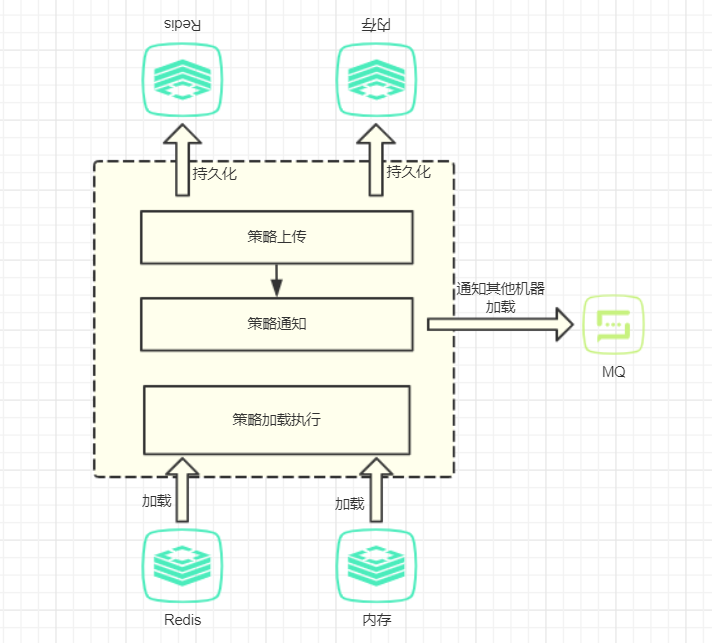 Redis
内存
持久化
持久化
策略上传
策略通知
通知其他机器
加载
MQ
策略加载执行
加载
加载
Redis
内存